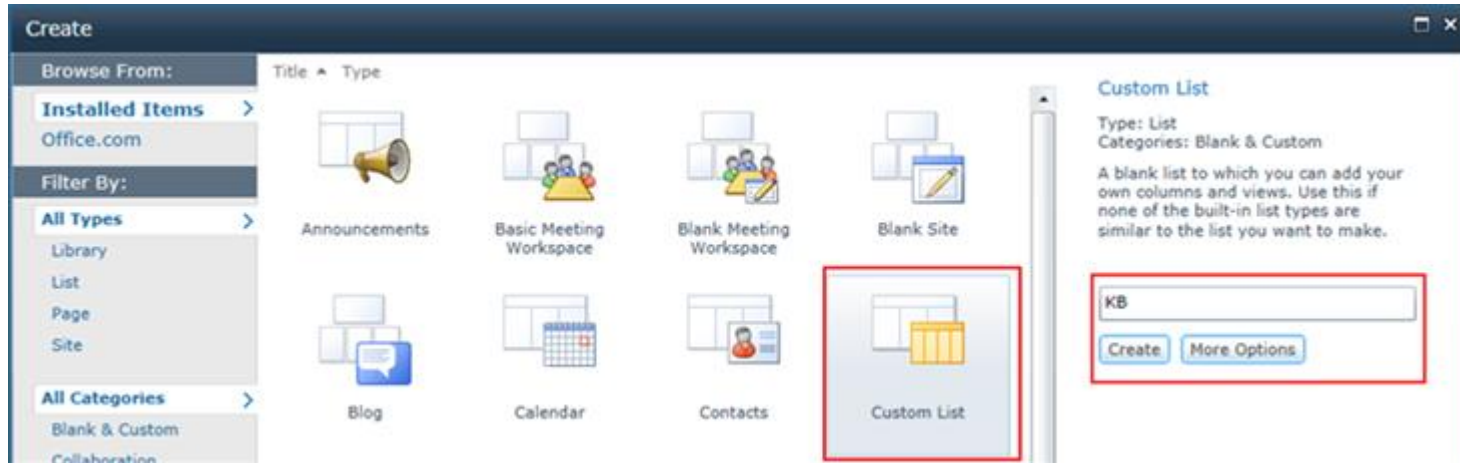 Create
Browse From:
Installed Items
Office.com
Filter By:
All Types
Library
List
Page
Site
All Categories
Blank & Custom
Collaboration
Title Type
Announcements
Basic Meeting
Workspace
Blank Meeting
Workspace
Blank Site
Blog
Calendar
Contacts
Custom List
Custom List
Type: List
Categories: Blank & Custom
A blank list to which you can add your
own columns and views. Use this if
none of the built-in list types are
similar to the list you want to make.
KB
Create More Options